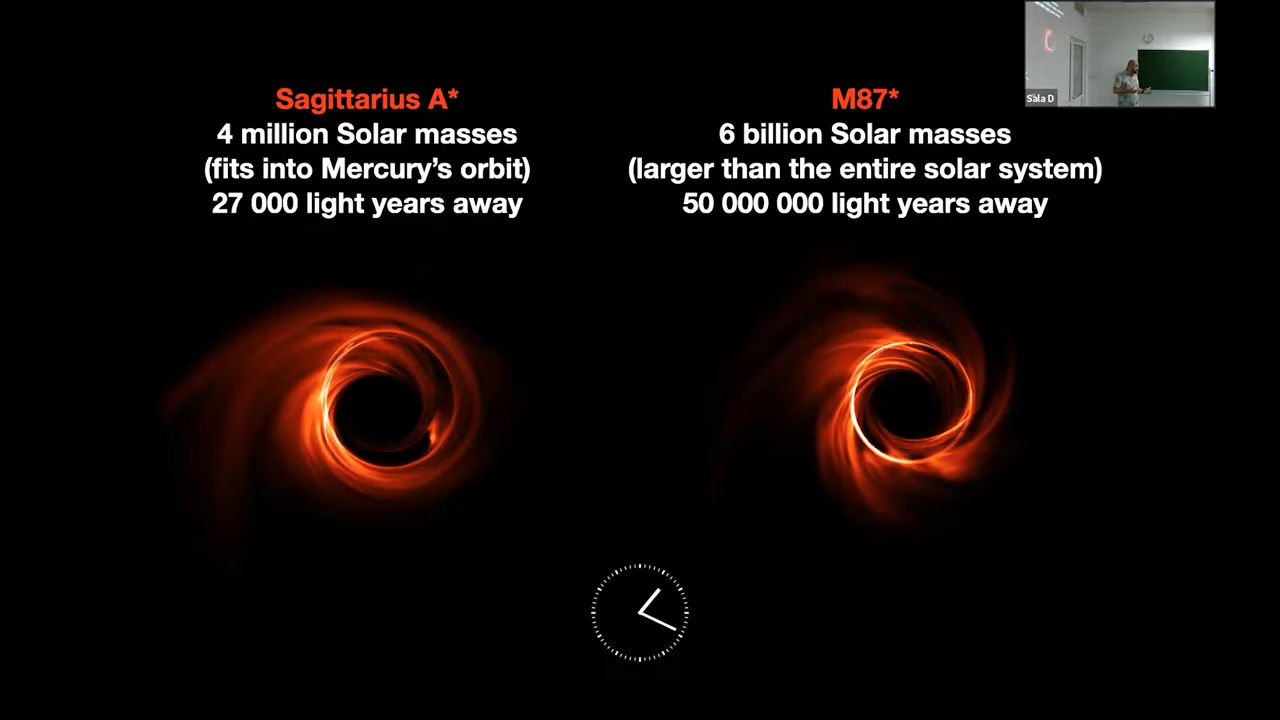 Sagittarius A*
4 million Solar masses
(fits into Mercury’s orbit)
27 000 light years away
M87*
6 billion Solar masses
(larger than the entire solar system)
50 000 000 light years away
Sala D